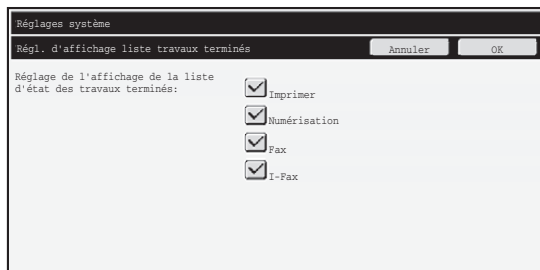 Réglages système
Régl. d'affichage liste travaux terminés
Annuler
OK
Réglage de l'affichage de la liste
d'état des travaux terminés:
Imprimer
Numérisation
Fax
I-Fax